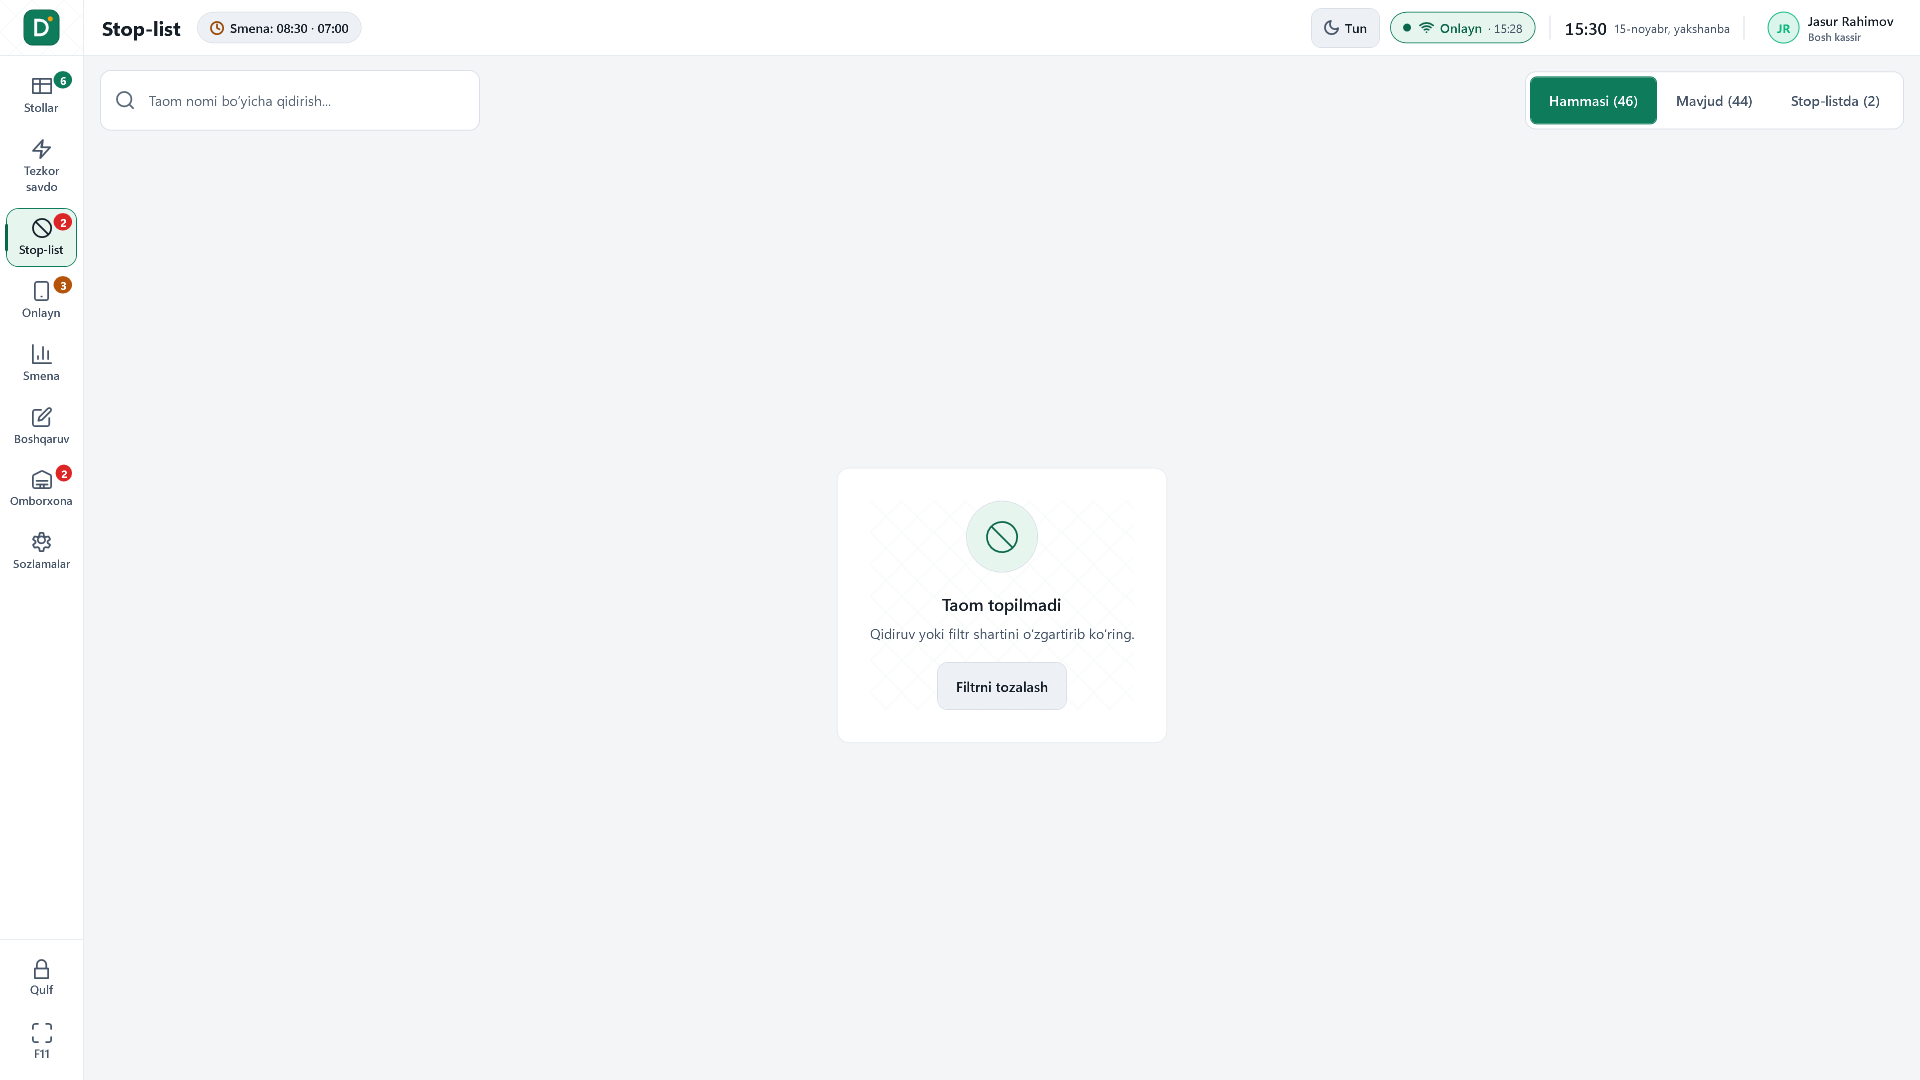 D
Stop-list
Smena: 08:30 · 07:00
Tun
Onlayn · 15:28
15:30 15-noyabr, yakshanba
JR
Jasur Rahimov
Bosh kassir
6
Stollar
Tezkor
savdo
2
Stop-list
3
Onlayn
Smena
Boshqaruv
2
Omborxona
Sozlamalar
Qulf
F11
Taom nomi bo‘yicha qidirish...
Hammasi (46)
Mavjud (44)
Stop-listda (2)
Taom topilmadi
Qidiruv yoki filtr shartini o‘zgartirib ko‘ring.
Filtrni tozalash